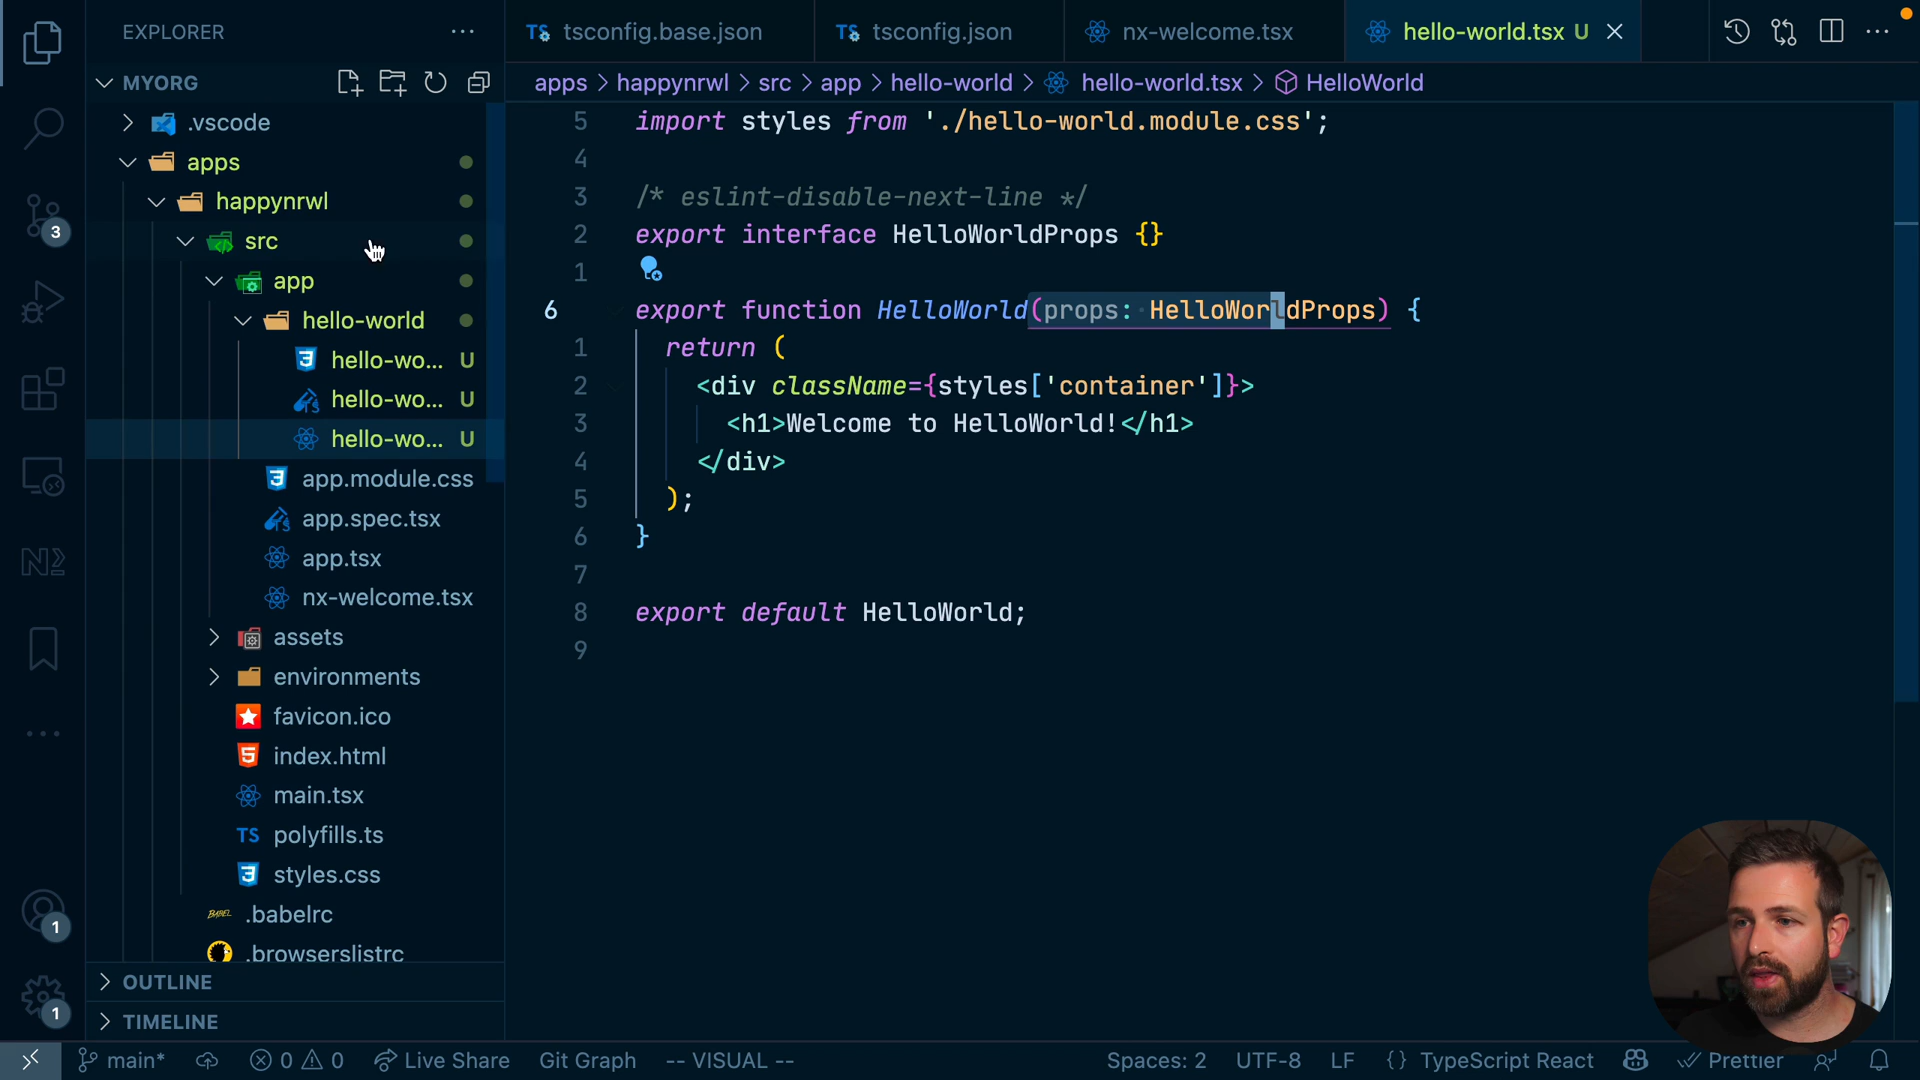 EXPLORER
MYORG
.vscode
apps
happynrwl
src
app
hello-world
hello-wo... U
hello-wo... U
hello-wo... U
app.module.css
app.spec.tsx
app.tsx
nx-welcome.tsx
assets
environments
favicon.ico
index.html
main.tsx
TS polyfills.ts
styles.css
BABEL .babelrc
.browserslistrc
OUTLINE
TIMELINE
3
1
1
TS tsconfig.base.json
TS tsconfig.json
nx-welcome.tsx
hello-world.tsx U
apps > happynrwl > src > app > hello-world > hello-world.tsx > HelloWorld
5 import styles from './hello-world.module.css';
4
3 /* eslint-disable-next-line */
2 export interface HelloWorldProps {}
1
6 export function HelloWorld(props: HelloWorldProps) {
1 return (
2 <div className={styles['container']}>
3 <h1>Welcome to HelloWorld!</h1>
4 </div>
5 );
6 }
7
8 export default HelloWorld;
9
main* 0 0 Live Share Git Graph -- VISUAL -- Spaces: 2 UTF-8 LF {} TypeScript React Prettier